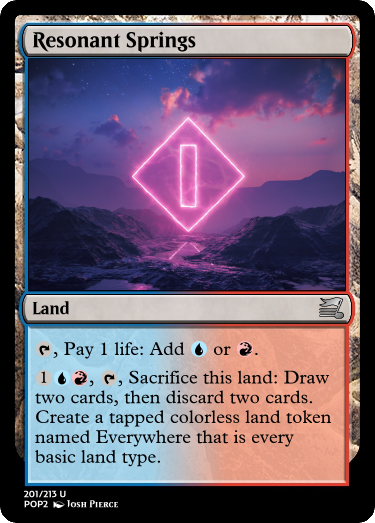 Resonant Springs
Land
, Pay 1 life: Add or .
1 , , Sacrifice this land: Draw
two cards, then discard two cards.
Create a tapped colorless land token
named Everywhere that is every
basic land type.
201/213 U
POP2 Josh Pierce